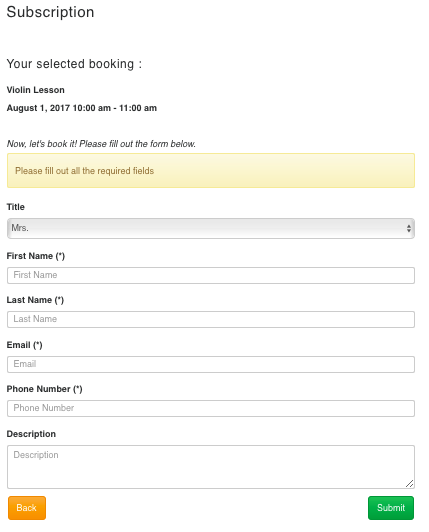 Subscription
Your selected booking :
Violin Lesson
August 1, 2017 10:00 am - 11:00 am
Now, let's book it! Please fill out the form below.
Please fill out all the required fields
Title
Mrs.
First Name (*)
First Name
Last Name (*)
Last Name
Email (*)
Email
Phone Number (*)
Phone Number
Description
Description
Back
Submit